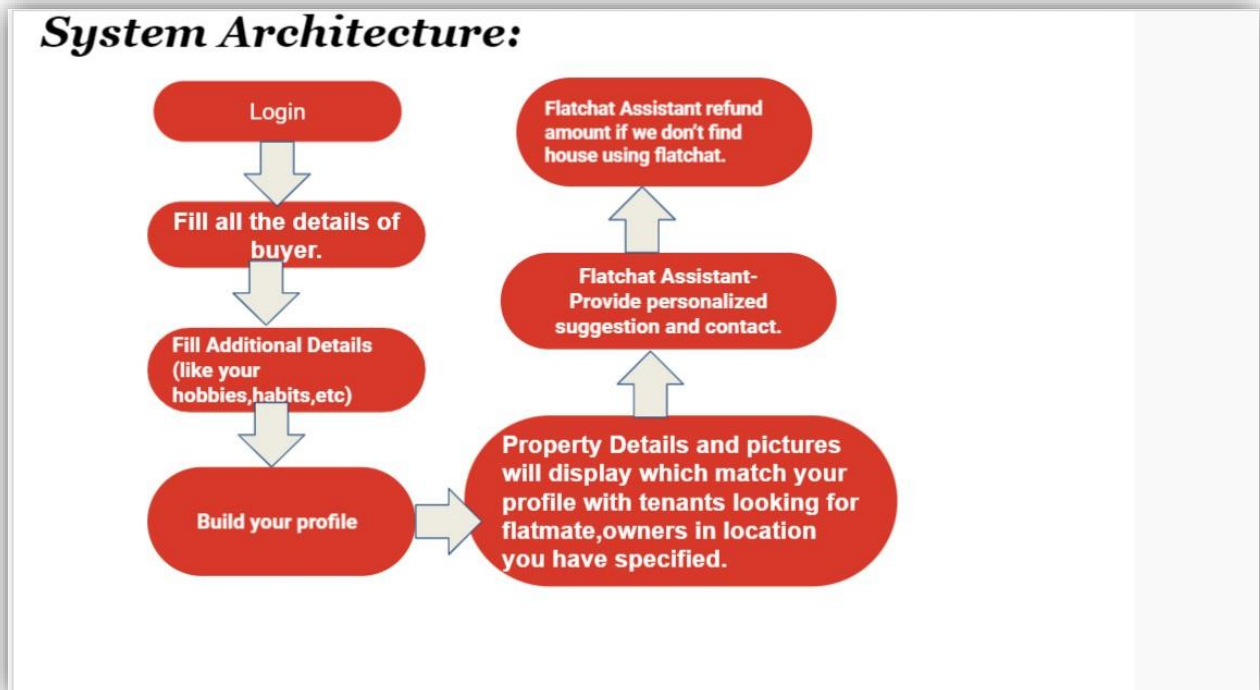 System Architecture:
Login
Fill all the details of
buyer.
Fill Additional Details
(like your
hobbies,habits,etc)
Build your profile
Property Details and pictures
will display which match your
profile with tenants looking for
flatmate,owners in location
you have specified.
Flatchat Assistant-
Provide personalized
suggestion and contact.
Flatchat Assistant refund
amount if we don't find
house using flatchat.